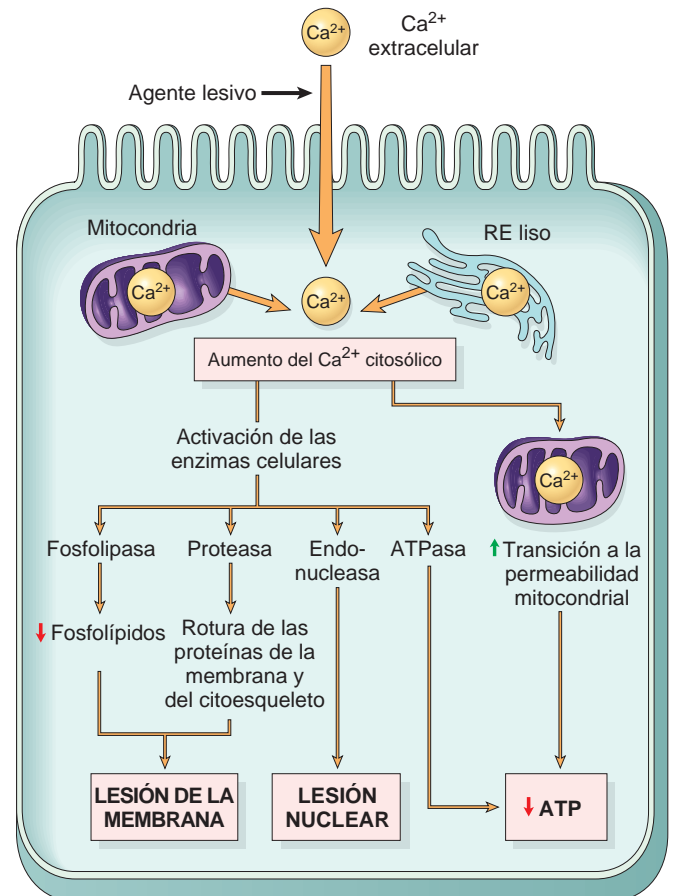 Ca2+
Ca2+
extracelular
Agente lesivo
Mitocondria
RE liso
Ca2+
Ca2+
Ca2+
Aumento del Ca2+ citosólico
Activación de las
enzimas celulares
Ca2+
Fosfolipasa
Proteasa
Endo-
nucleasa
ATPasa
↑ Transición a la
permeabilidad
mitocondrial
↓ Fosfolípidos
Rotura de las
proteínas de la
membrana y
del citoesqueleto
LESIÓN DE LA
MEMBRANA
LESIÓN
NUCLEAR
↓ ATP